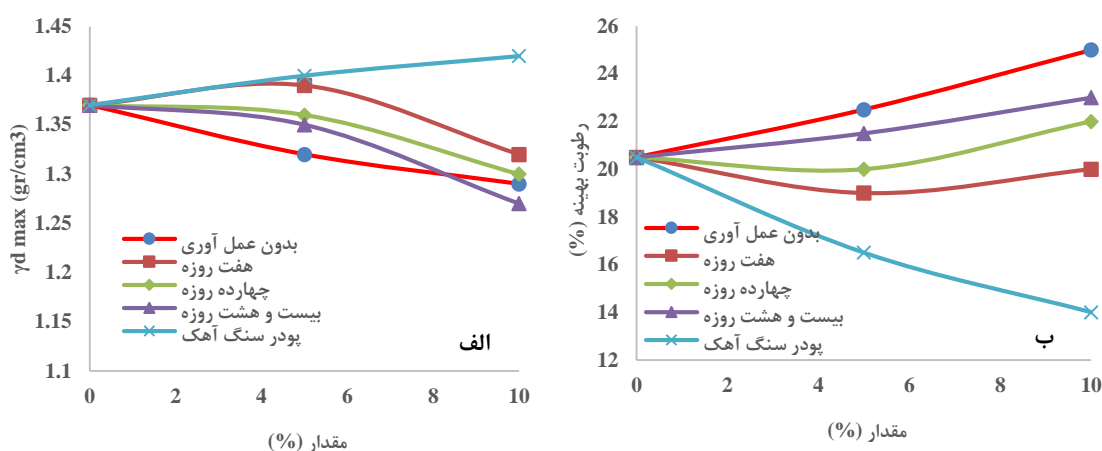 γd max (gr/cm3)
1.45
1.4
1.35
1.3
1.25
1.2
1.15
1.1
0
2
4
6
8
10
مقدار (%)
بدون عمل آوری
هفت روزه
چهارده روزه
بیست و هشت روزه
پودر سنگ آهک
الف
رطوبت بهینه (%)
26
24
22
20
18
16
14
12
0
2
4
6
8
10
مقدار (%)
بدون عمل آوری
هفت روزه
چهارده روزه
بیست و هشت روزه
پودر سنگ آهک
ب